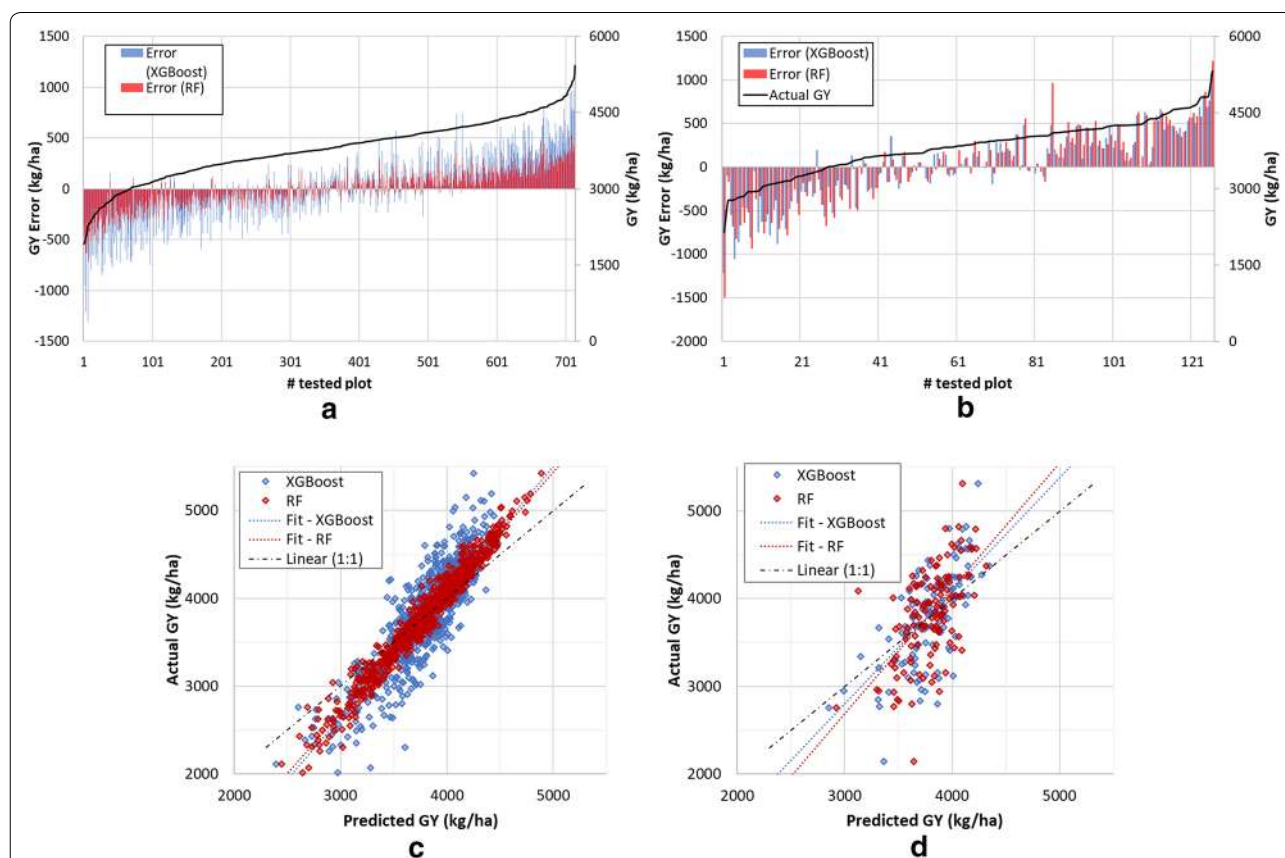 1500
1000
500
0
-500
-1000
-1500
GY Error (kg/ha)
Error
(XGBoost)
Error (RF)
6000
4500
3000
1500
0
GY (kg/ha)
1 101 201 301 401 501 601 701
# tested plot
a
1500
1000
500
0
-500
-1000
-1500
-2000
GY Error (kg/ha)
Error (XGBoost)
Error (RF)
Actual GY
6000
4500
3000
1500
0
GY (kg/ha)
1 21 41 61 81 101 121
# tested plot
b
5000
4000
3000
2000
Actual GY (kg/ha)
XGBoost
RF
Fit - XGBoost
Fit - RF
Linear (1:1)
2000 3000 4000 5000
Predicted GY (kg/ha)
c
5000
4000
3000
2000
Actual GY (kg/ha)
XGBoost
RF
Fit - XGBoost
Fit - RF
Linear (1:1)
2000 3000 4000 5000
Predicted GY (kg/ha)
d